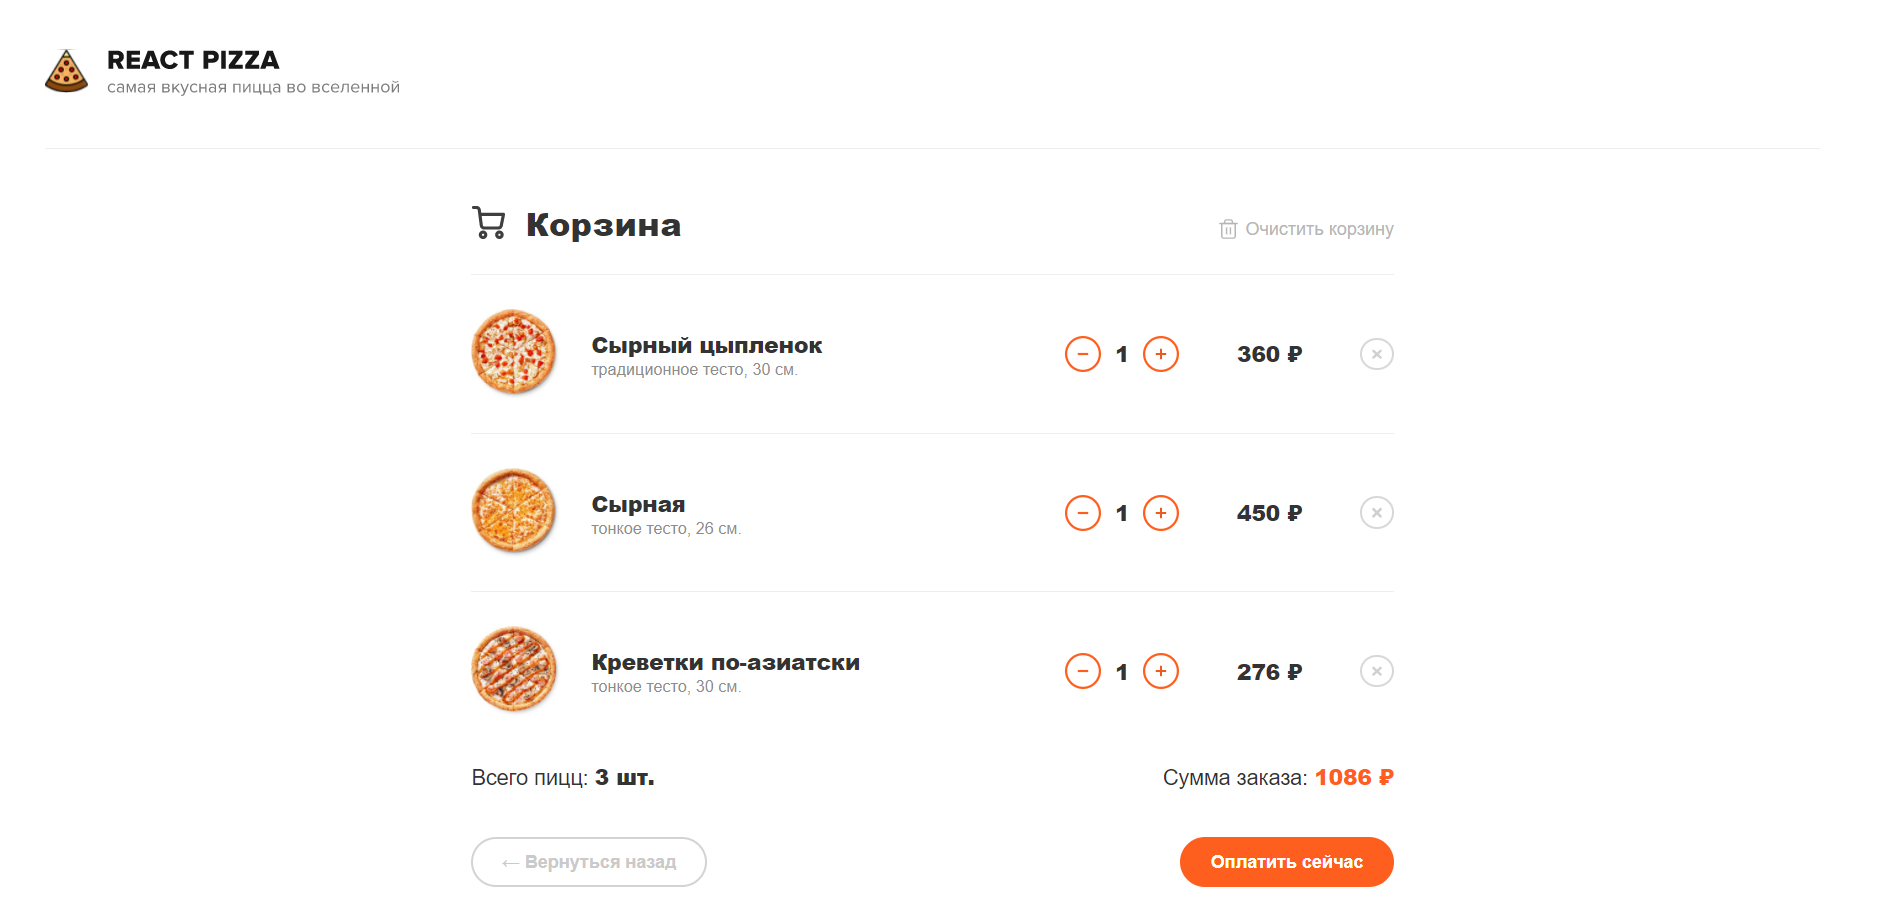 REACT PIZZA
самая вкусная пицца во вселенной
Корзина
Очистить корзину
Сырный цыпленок
традиционное тесто, 30 см.
1
360 ₽
Сырная
тонкое тесто, 26 см.
1
450 ₽
Креветки по-азиатски
тонкое тесто, 30 см.
1
276 ₽
Всего пицц: 3 шт.
Сумма заказа: 1086 ₽
← Вернуться назад
Оплатить сейчас